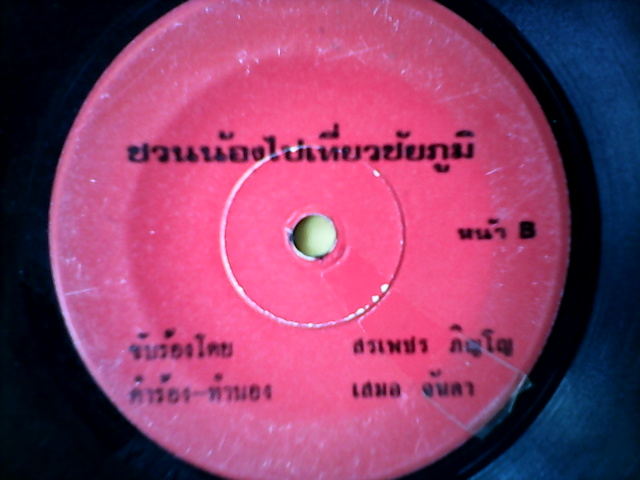 ชวนน้องไปเที่ยวชัยภูมิ
หน้า B
ขับร้องโดย สรเพชร ภิญโญ
คำร้อง-ทำนอง เสมอ จันดา